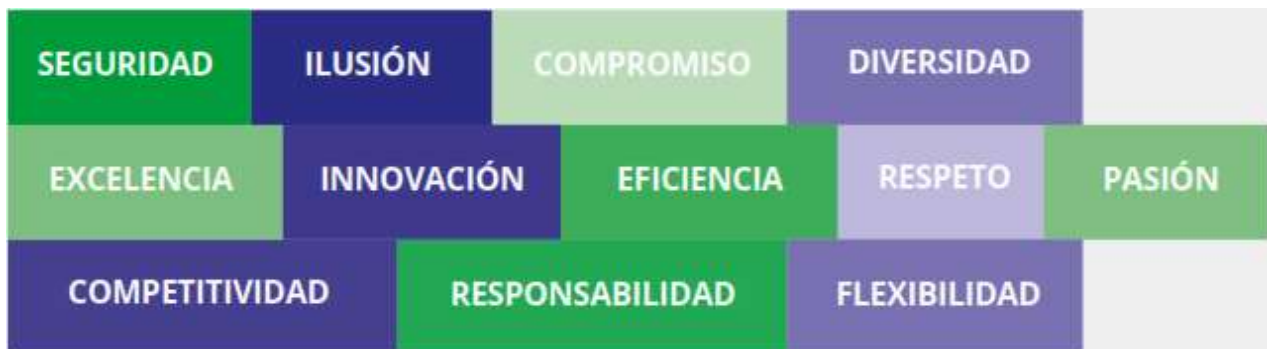 SEGURIDAD ILUSIÓN COMPROMISO DIVERSIDAD
EXCELENCIA INNOVACIÓN EFICIENCIA RESPETO PASIÓN
COMPETITIVIDAD RESPONSABILIDAD FLEXIBILIDAD